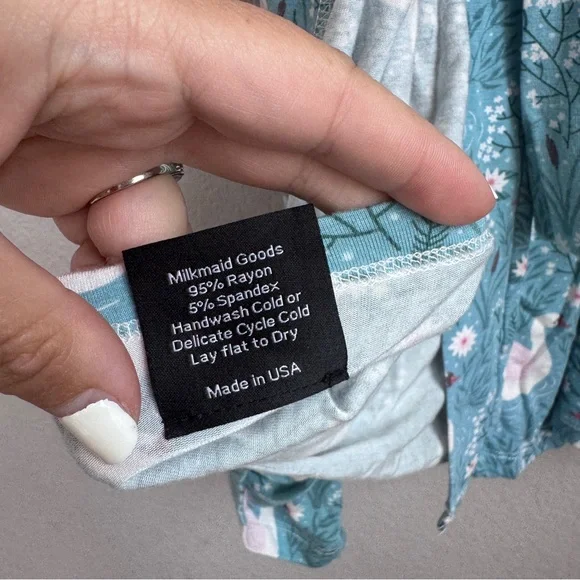 Milkmaid Goods
95% Rayon
5% Spandex
Handwash Cold or
Delicate Cycle Cold
Lay flat to Dry
Made in USA